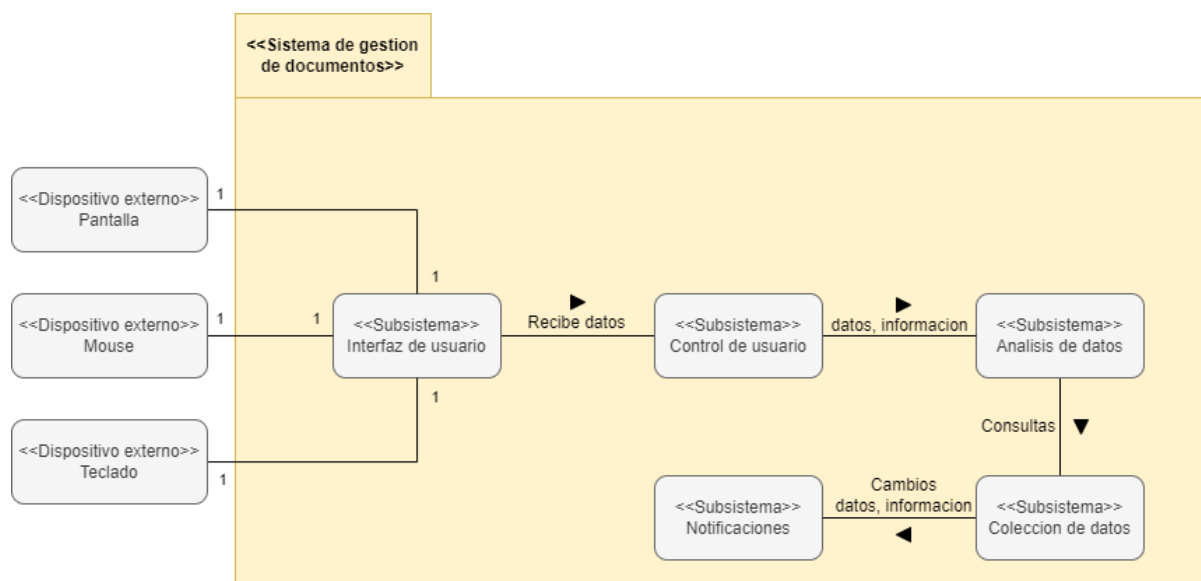 <<Sistema de gestion
de documentos>>
<<Dispositivo externo>>
Pantalla
1
1
<<Dispositivo externo>>
Mouse
1
1
<<Subsistema>>
Interfaz de usuario
Recibe datos
<<Subsistema>>
Control de usuario
datos, informacion
<<Subsistema>>
Analisis de datos
1
<<Dispositivo externo>>
Teclado
1
Consultas
<<Subsistema>>
Notificaciones
Cambios
datos, informacion
<<Subsistema>>
Coleccion de datos